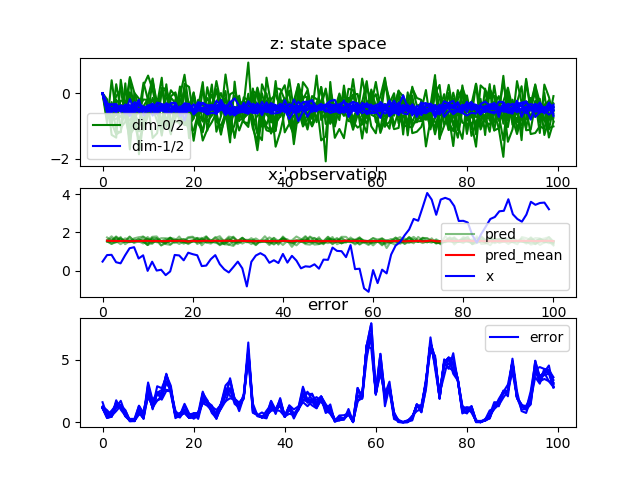 z: state space
0
−2
dim-0/2
dim-1/2
0 20 40 60 80 100
x: observation
4
2
0
pred
pred_mean
x
0 20 40 60 80 100
error
5
0
error
0 20 40 60 80 100